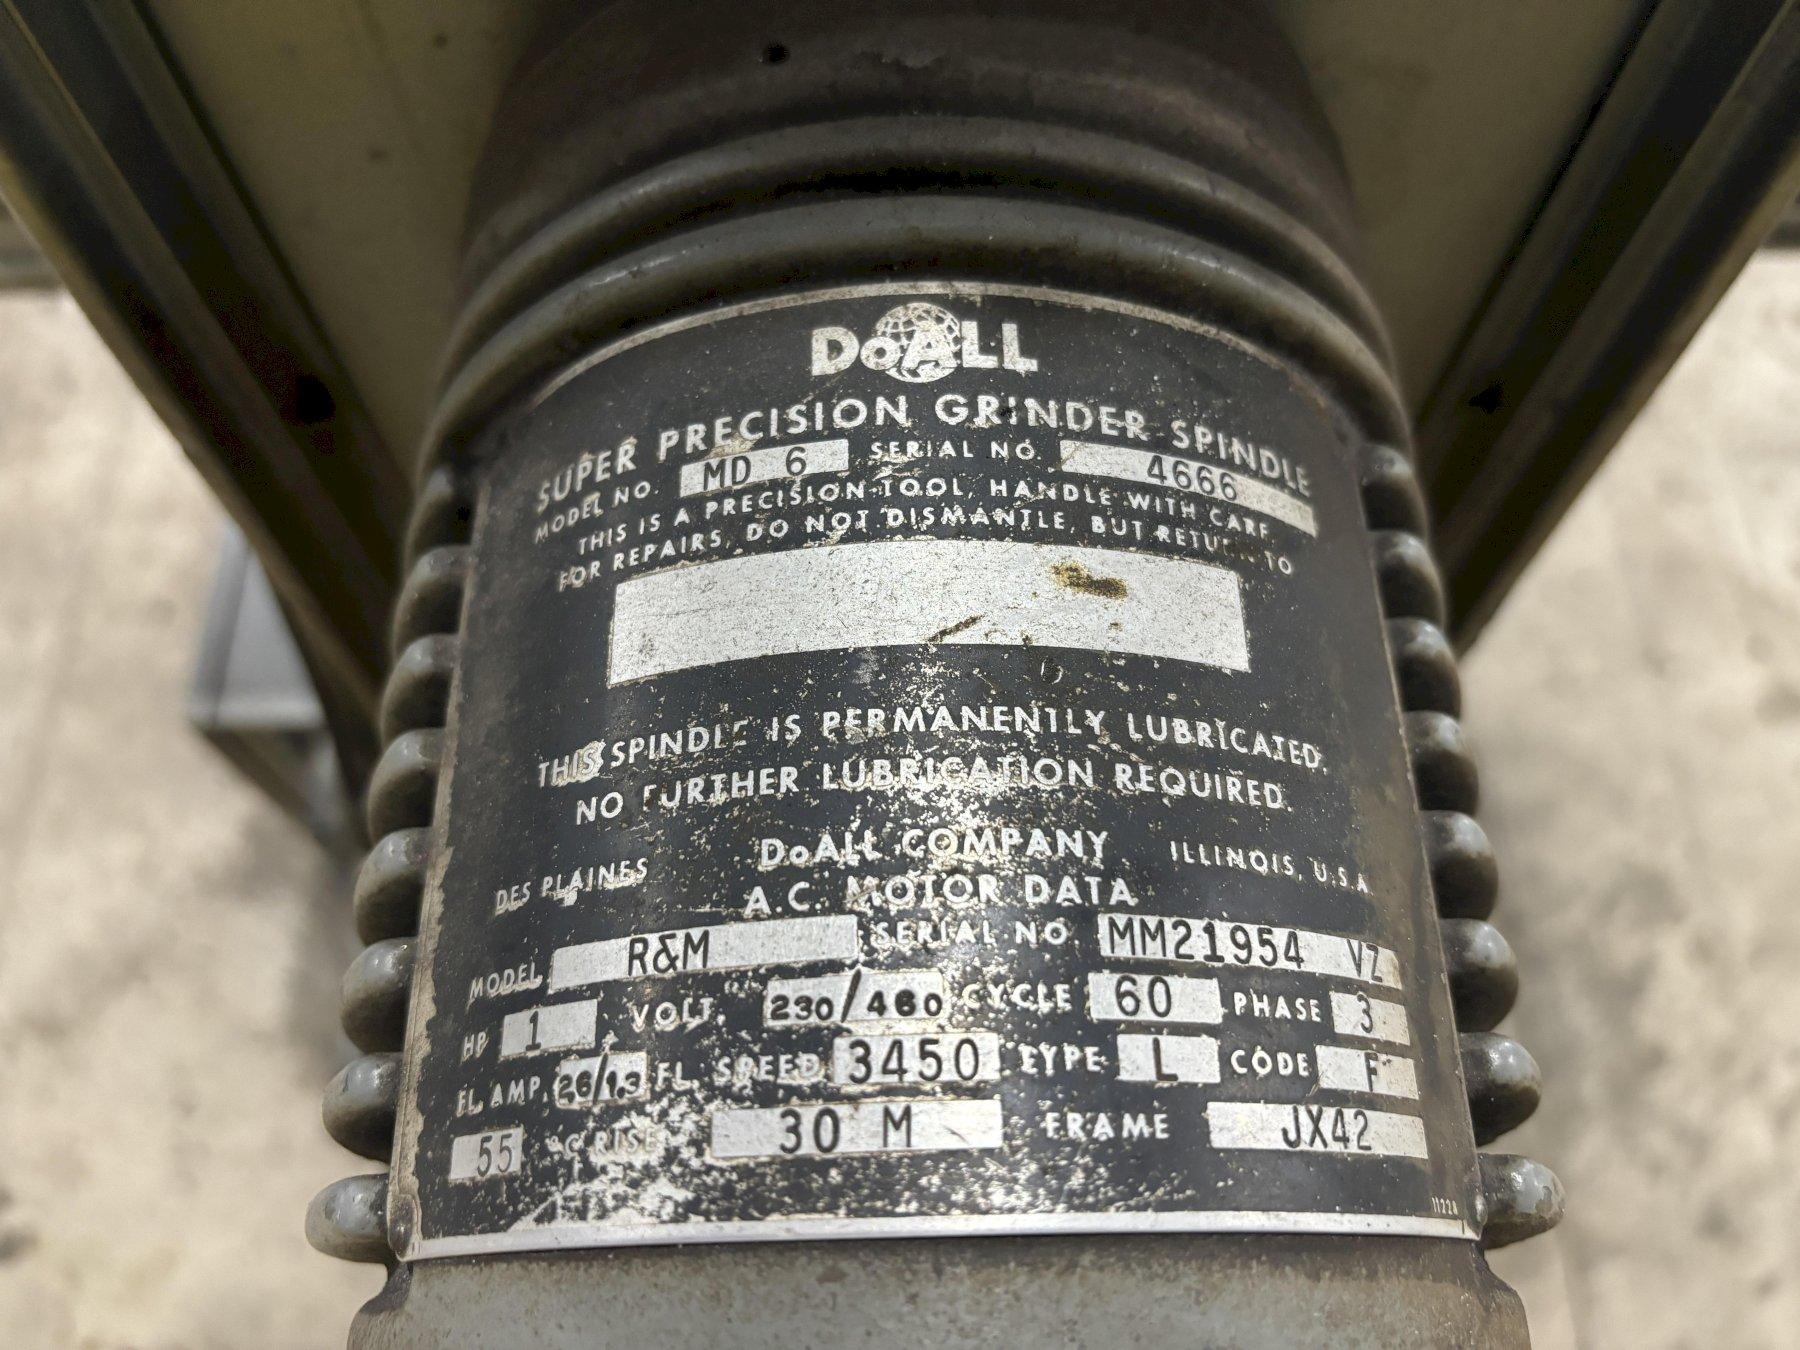 DoALL
SUPER PRECISION GRINDER SPINDLE
MODEL NO. MD 6 SERIAL NO. 4666
THIS IS A PRECISION TOOL, HANDLE WITH CARE.
FOR REPAIRS, DO NOT DISMANTLE, BUT RETURN TO
THIS SPINDLE IS PERMANENTLY LUBRICATED.
NO FURTHER LUBRICATION REQUIRED.
DoALL COMPANY
DES PLAINES ILLINOIS, U.S.A.
A.C. MOTOR DATA
MODEL R&M SERIAL NO. MM21954 VZ
HP 1 VOLT. 230/460 CYCLE 60 PHASE 3
FL. AMP. 26/1.3 FL. SPEED 3450 TYPE L CODE F
55 °C RISE 30 M FRAME JX42